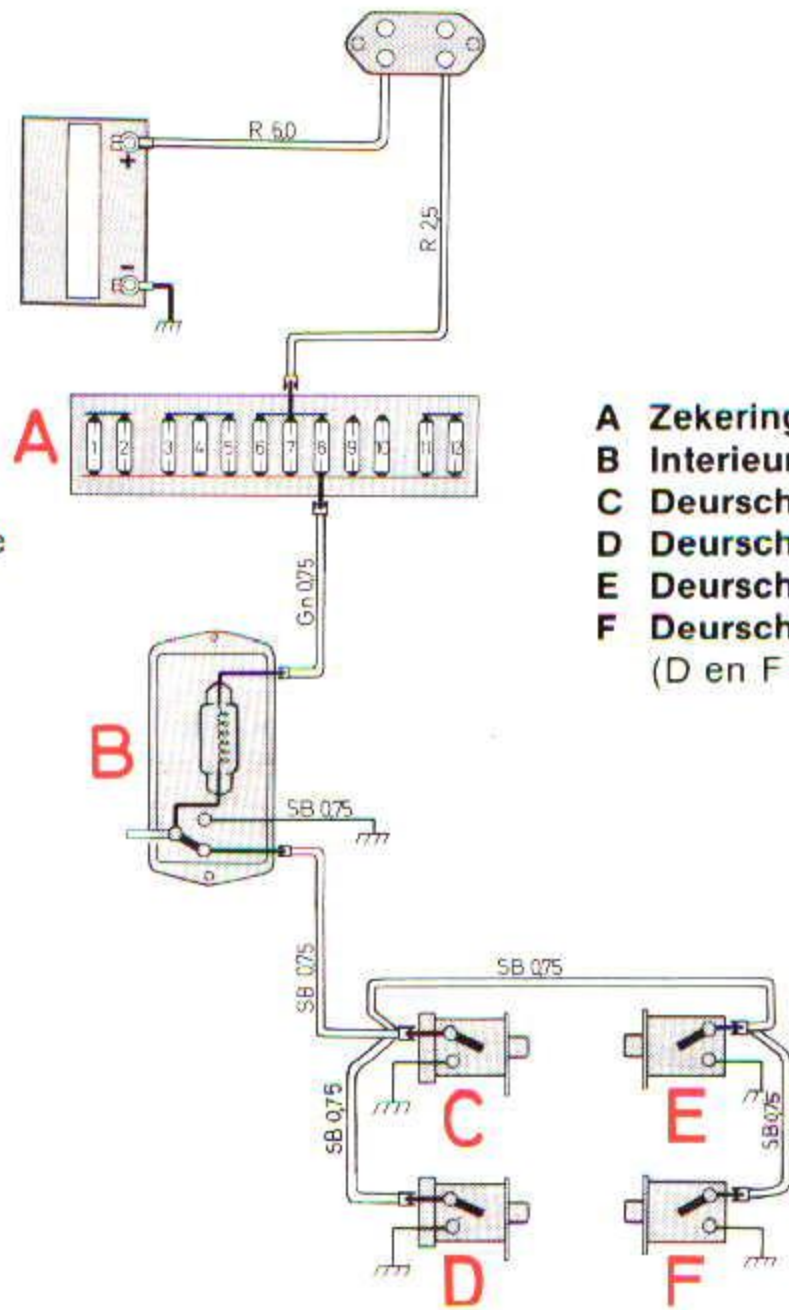 R 6,0
+
R 2,5
-
A
1 2 3 4 5 6 7 8 9 10 11 12
A Zekering
B Interieur
C Deursch
D Deursch
E Deursch
F Deursch
(D en F
e
Gn 0,75
B
SB 0,75
SB 0,75
SB 0,75
C
E
SB 0,75
SB 0,75
D
F